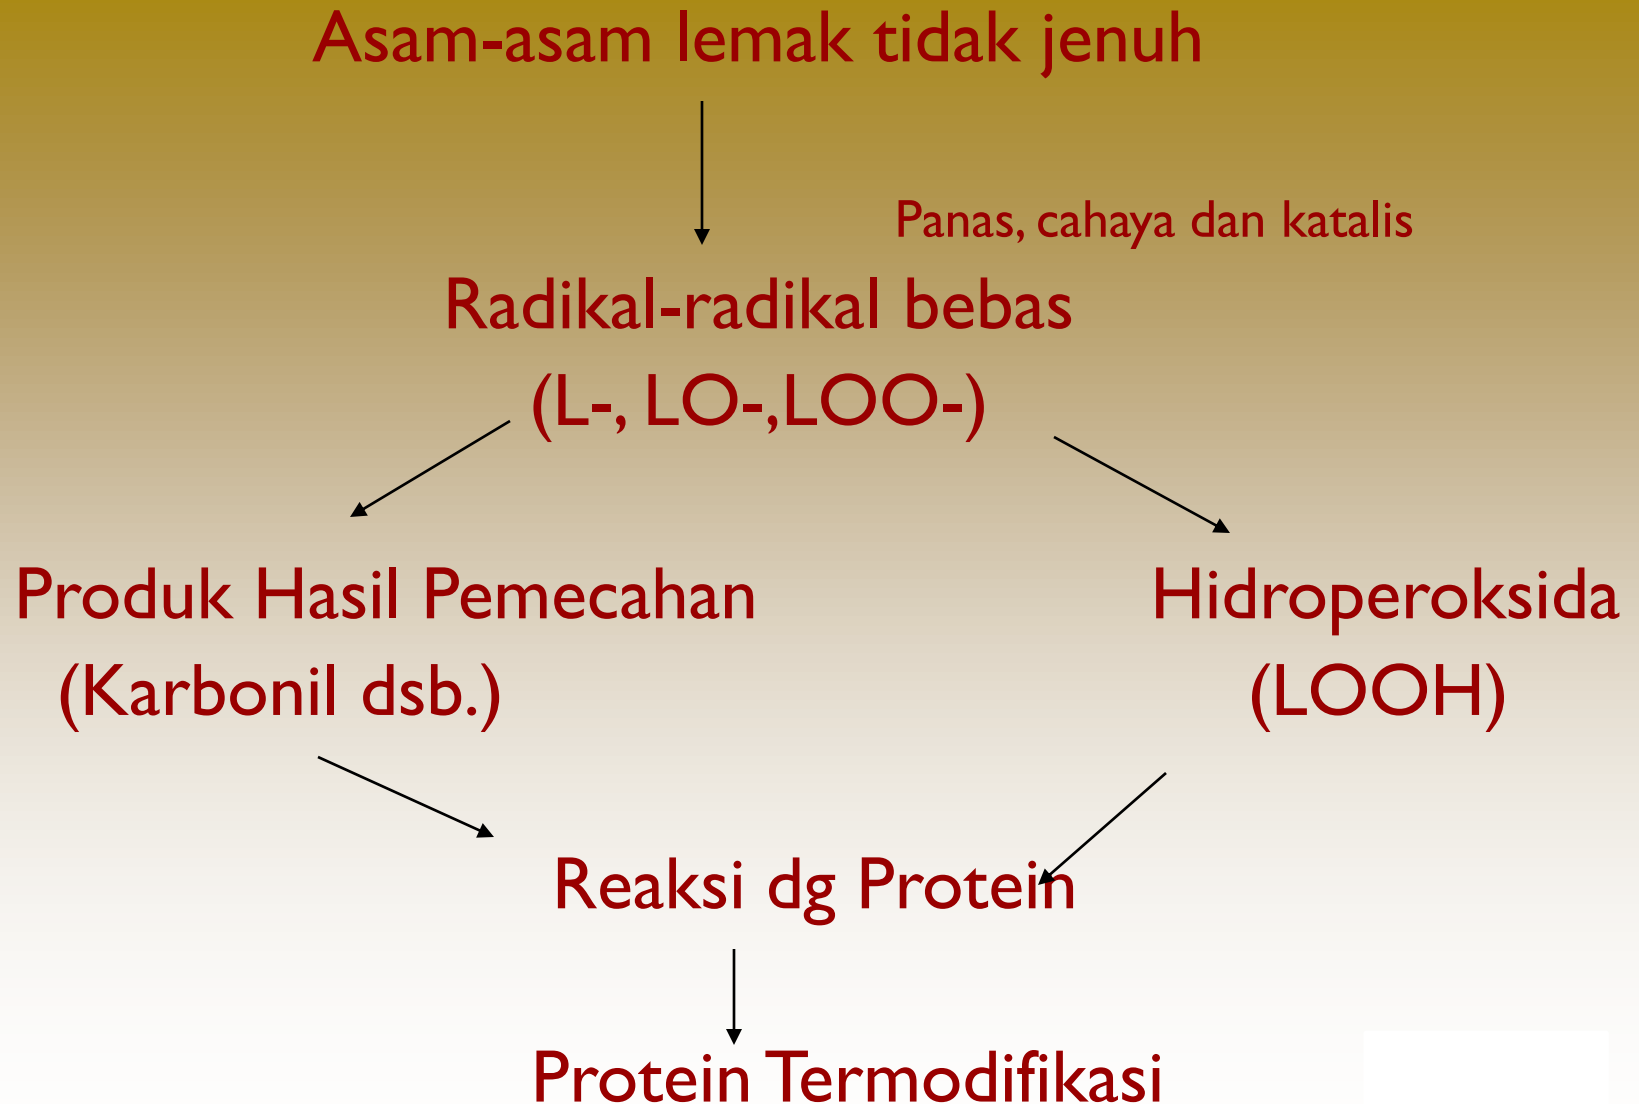 Asam-asam lemak tidak jenuh
Panas, cahaya dan katalis
Radikal-radikal bebas
(L-, LO-,LOO-)
Produk Hasil Pemecahan
(Karbonil dsb.)
Hidroperoksida
(LOOH)
Reaksi dg Protein
Protein Termodifikasi